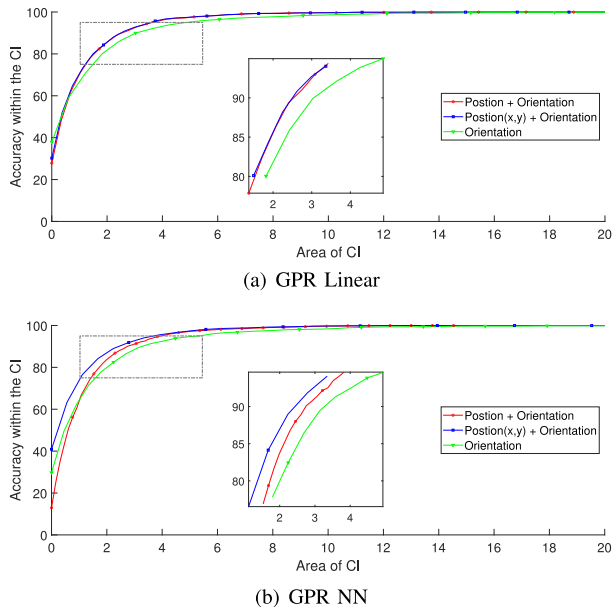 100
80
60
40
20
0
Accuracy within the CI
90
85
80
2 3 4
Postion + Orientation
Postion(x,y) + Orientation
Orientation
0 2 4 6 8 10 12 14 16 18 20
Area of CI
(a) GPR Linear
100
80
60
40
20
0
Accuracy within the CI
90
85
80
2 3 4
Postion + Orientation
Postion(x,y) + Orientation
Orientation
0 2 4 6 8 10 12 14 16 18 20
Area of CI
(b) GPR NN